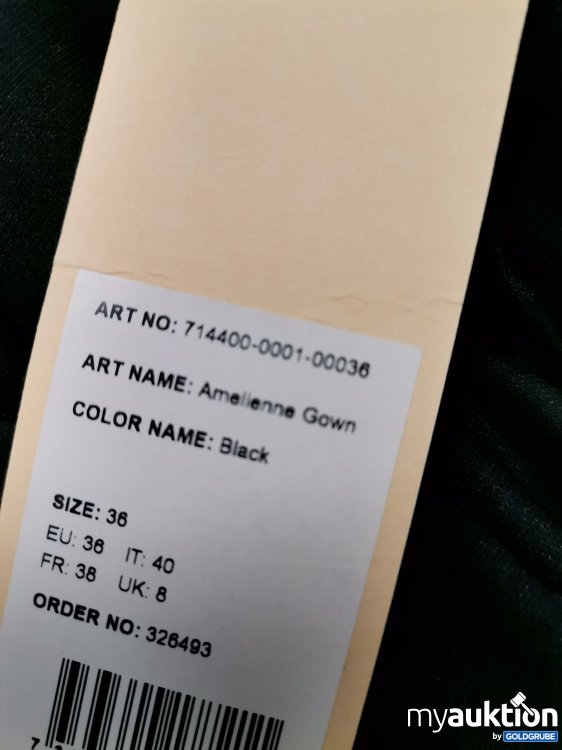 ART NO: 714400-0001-00036
ART NAME: Amelienne Gown
COLOR NAME: Black
SIZE: 36
EU: 36 IT: 40
FR: 38 UK: 8
ORDER NO: 326493
myauktion
by GOLDGRUBE